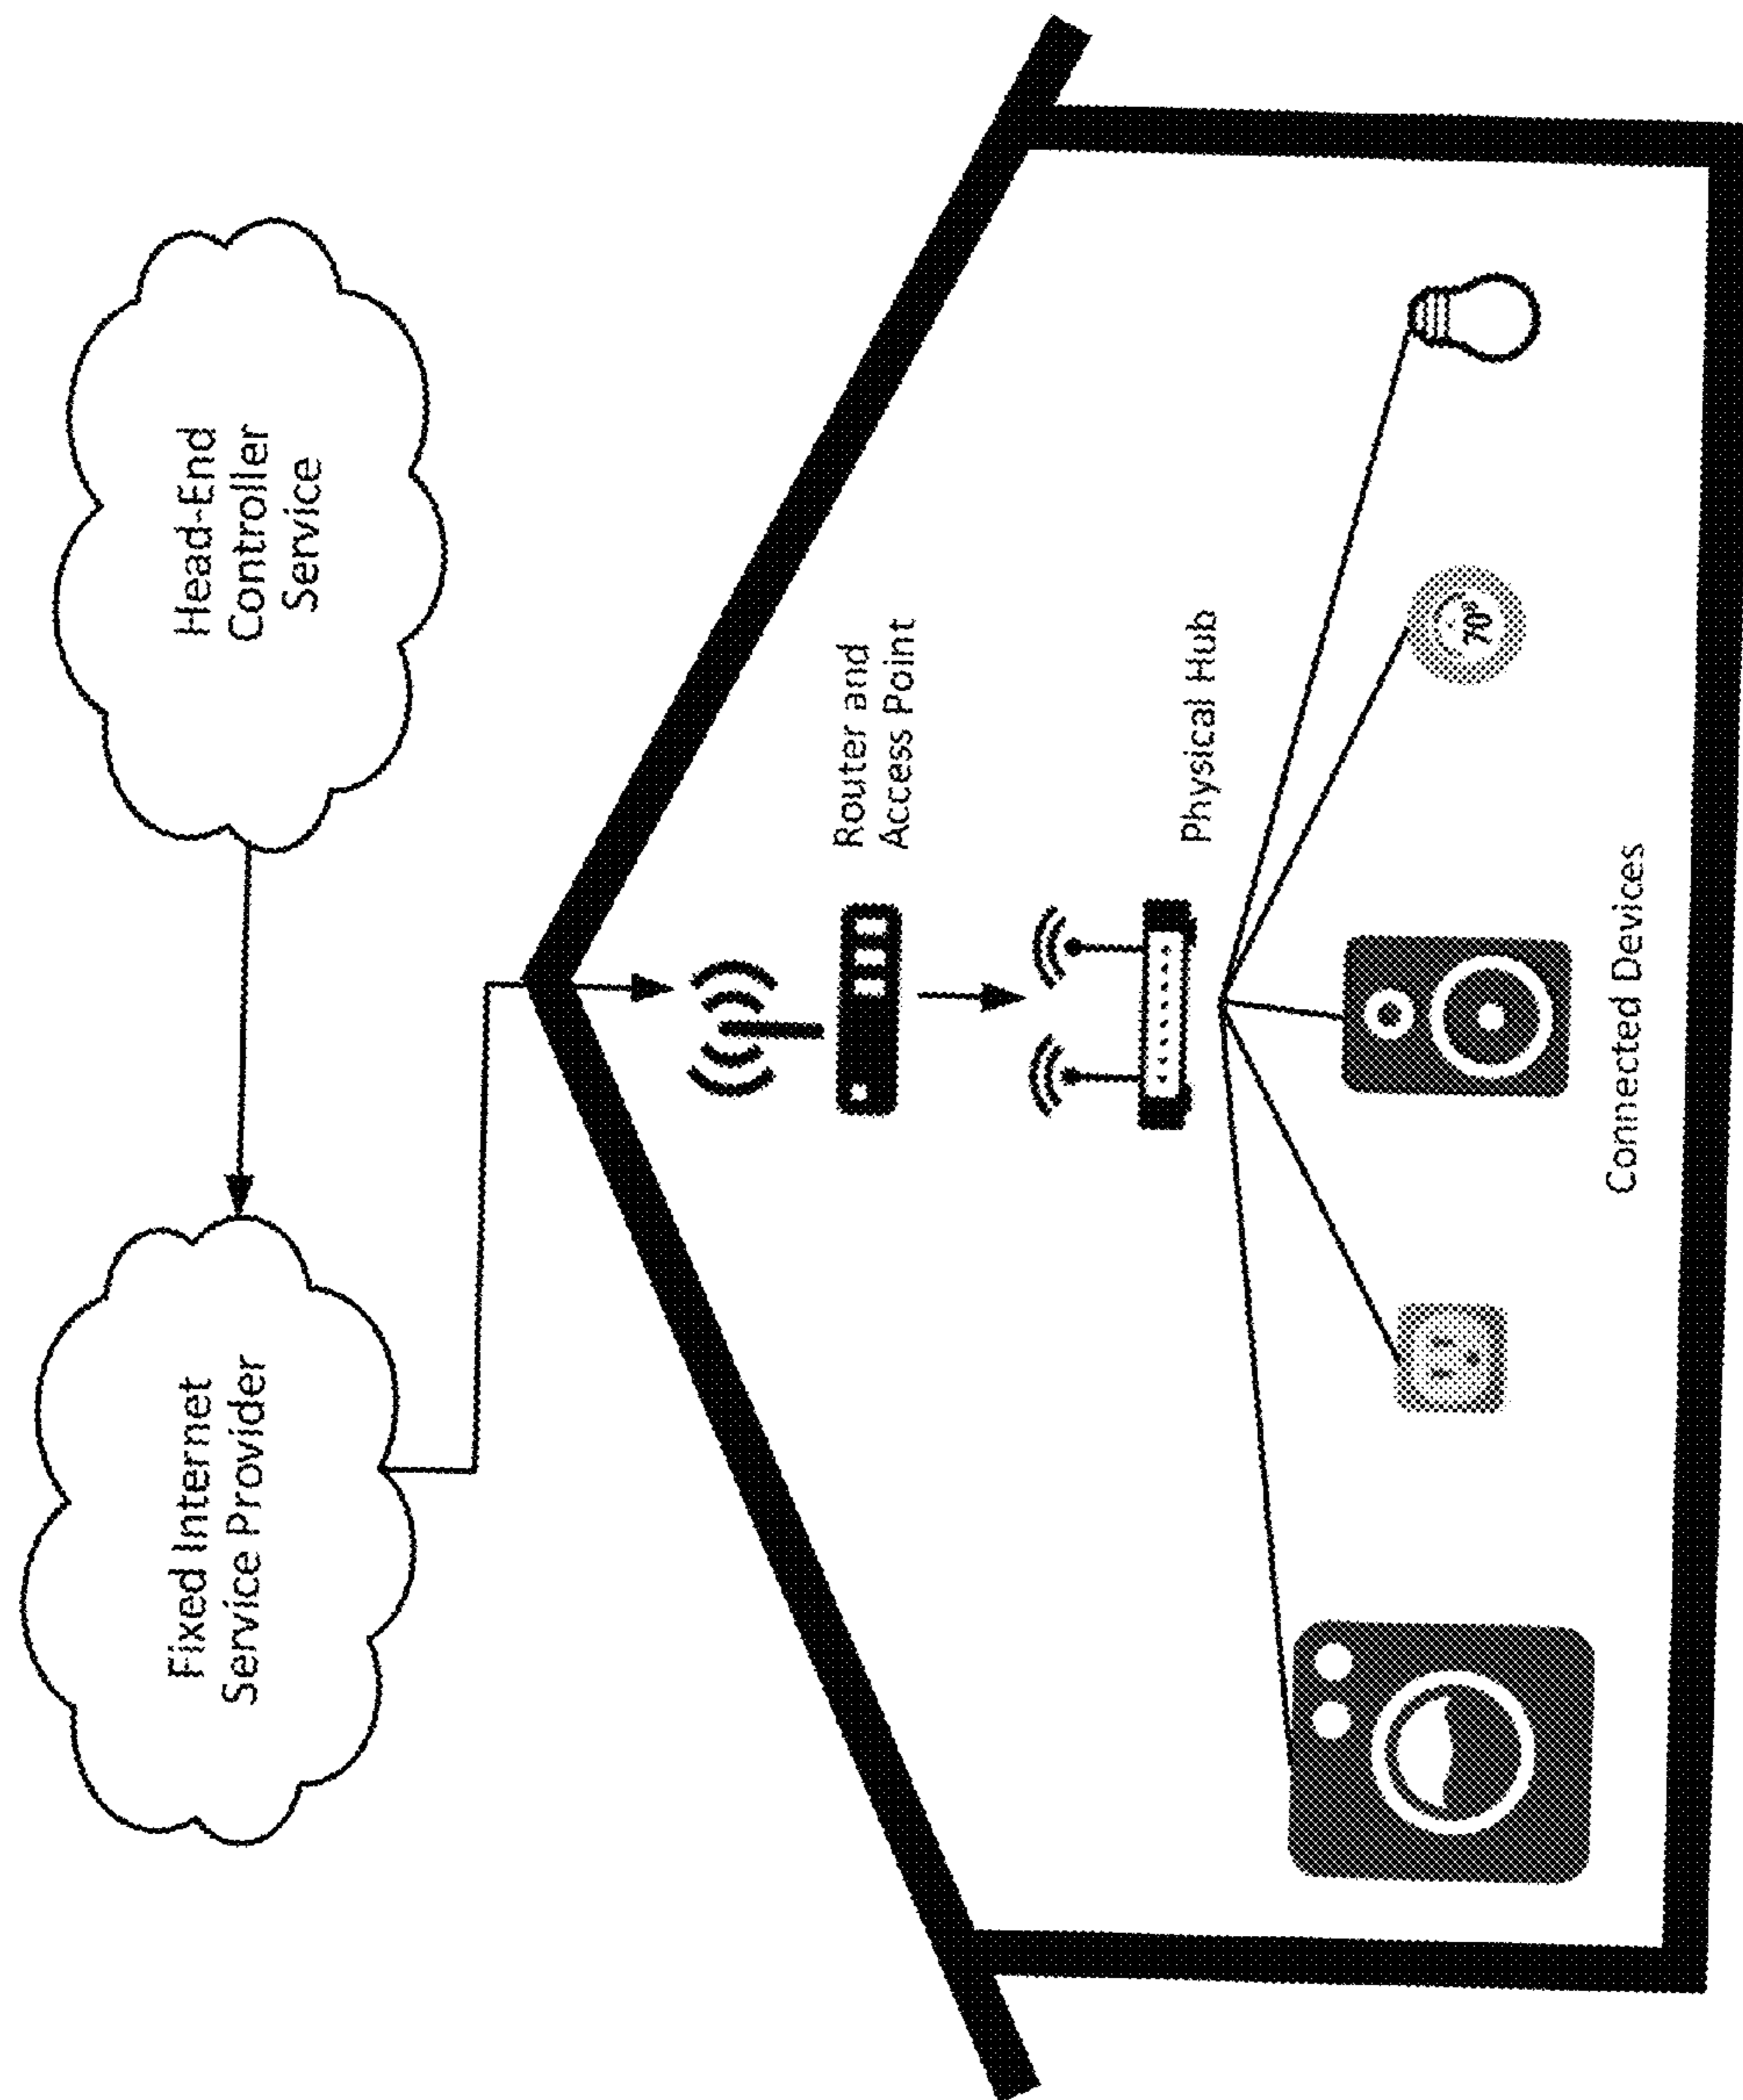 Fixed Internet
Service Provider
Head-End
Controller
Service
Router and
Access Point
Physical Hub
70°
Connected Devices